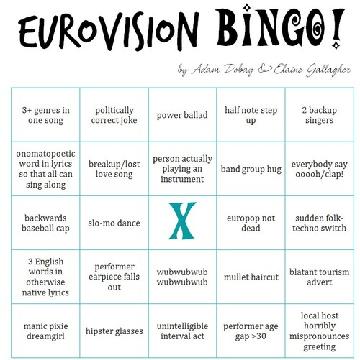 EUROVISION BINGO!
by Adam Dobay & Elaine Gallagher
3+ genres in
one song
politically
correct joke
power ballad
half note step
up
2 backup
singers
onomatopoetic
word in lyrics
so that all can
sing along
breakup/lost
love song
person actually
playing an
instrument
band group hug
everybody say
ooooh/clap!
backwards
baseball cap
slo-mo dance
X
europop not
dead
sudden folk-
techno switch
3 English
words in
otherwise
native lyrics
performer
earpiece falls
out
wubwubwub
wubwubwub
mullet haircut
blatant tourism
advert
manic pixie
dreamgirl
hipster glasses
unintelligible
interval act
performer age
gap >30
local host
horribly
mispronounces
greeting